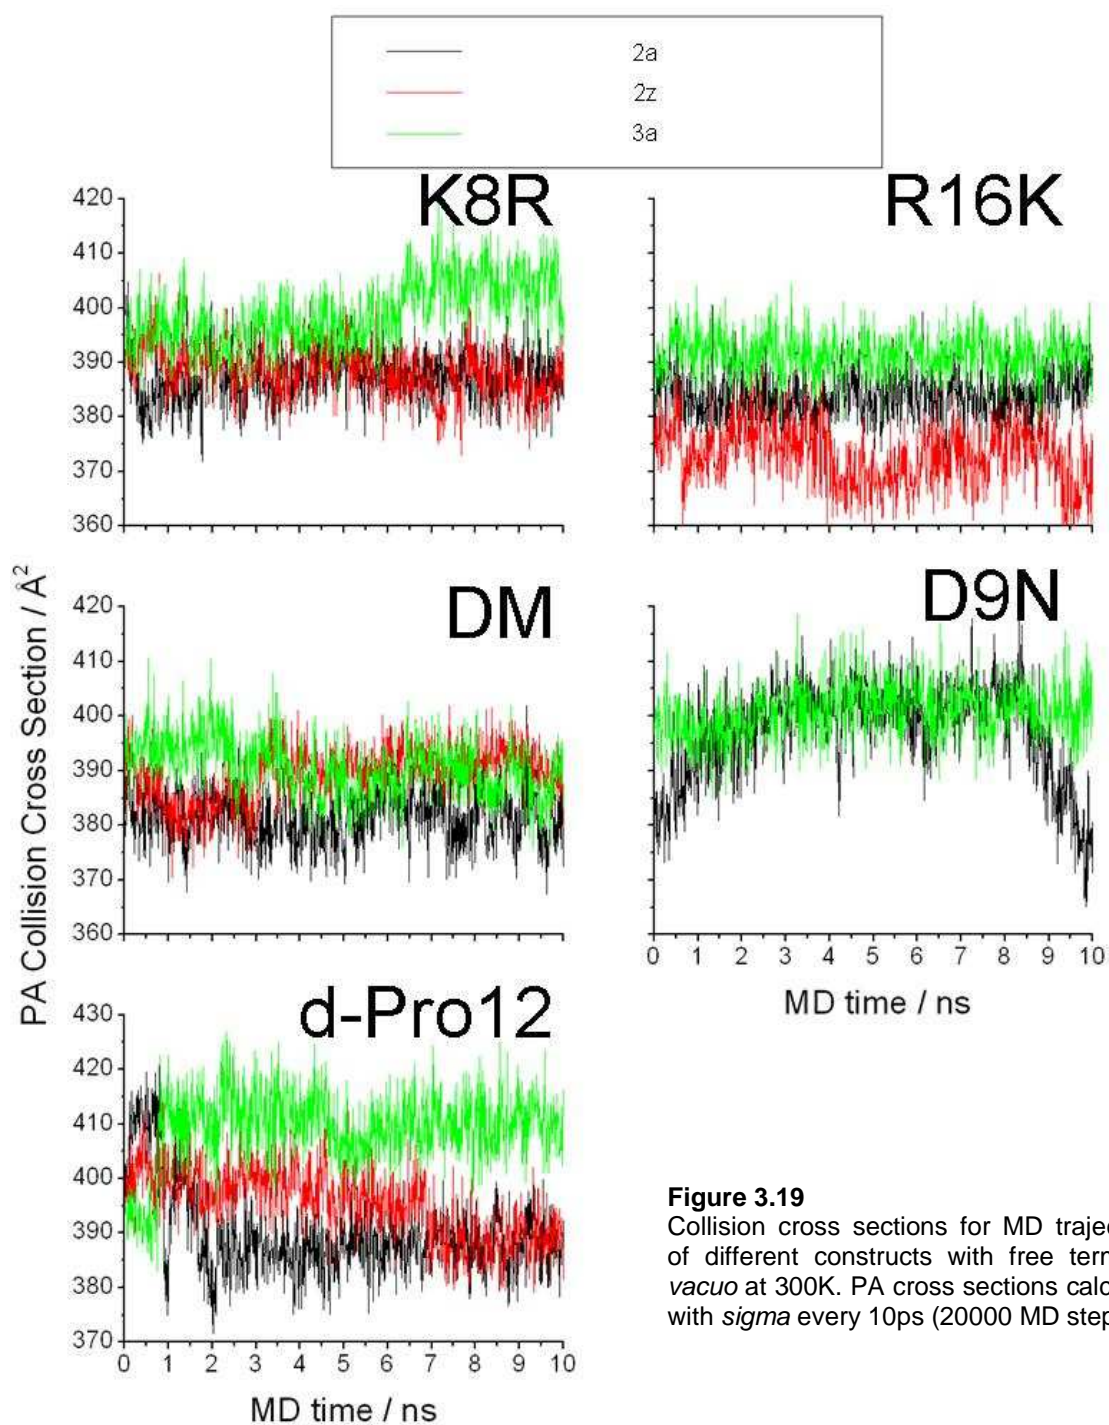 2a
2z
3a
K8R
R16K
420
410
400
390
380
370
360
420
410
400
390
380
370
360
DM
D9N
0 1 2 3 4 5 6 7 8 9 10
MD time / ns
PA Collision Cross Section / Å²
d-Pro12
430
420
410
400
390
380
370
0 1 2 3 4 5 6 7 8 9 10
MD time / ns
Figure 3.19
Collision cross sections for MD trajec
of different constructs with free tern
vacuo at 300K. PA cross sections calc
with sigma every 10ps (20000 MD step